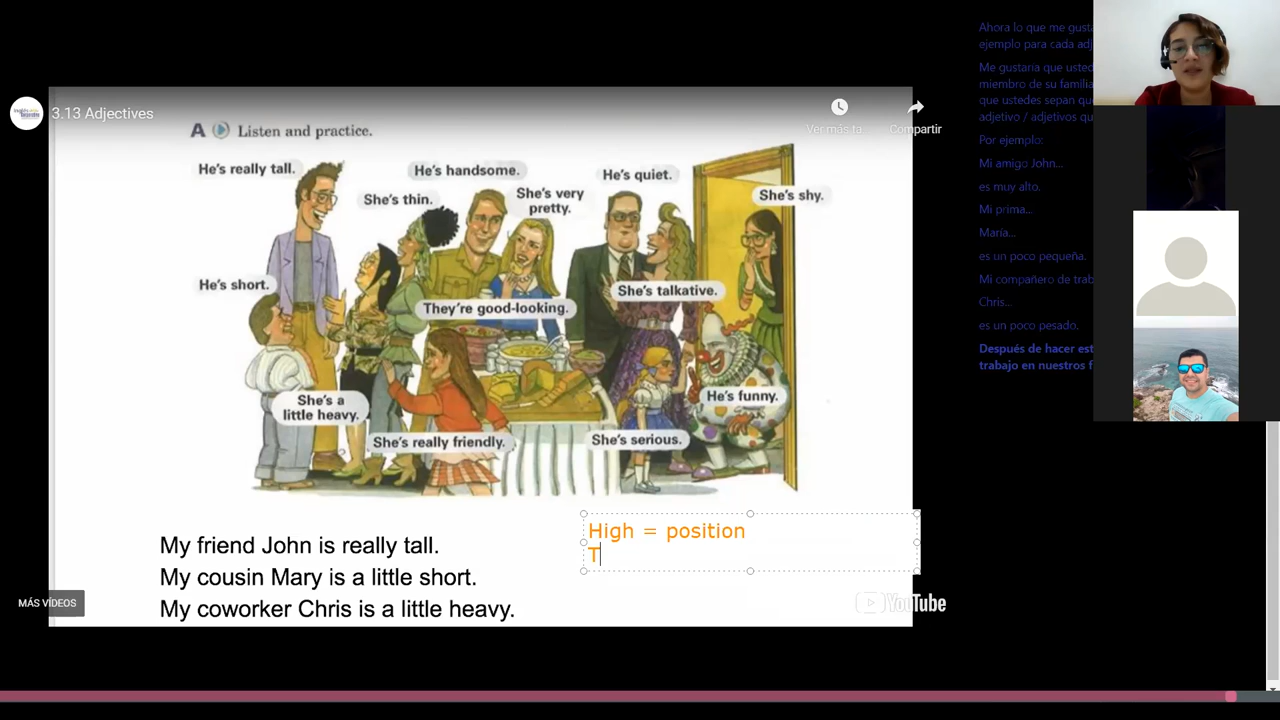 3.13 Adjectives
Ver más ta...
Compartir
A Listen and practice.
He's really tall.
He's handsome.
He's quiet.
She's thin.
She's very
pretty.
She's shy.
He's short.
She's talkative.
They're good-looking.
She's a
little heavy.
He's funny.
She's really friendly.
She's serious.
My friend John is really tall.
My cousin Mary is a little short.
My coworker Chris is a little heavy.
High = position
T
MÁS VÍDEOS
YouTube
Ahora lo que me gusta
ejemplo para cada adj
Me gustaria que usted
miembro de su familia
que ustedes sepan qu
adjetivo / adjetivos qu
Por ejemplo:
Mi amigo John...
es muy alto.
Mi prima...
María...
es un poco pequeña.
Mi compañero de trab
Chris...
es un poco pesado.
Después de hacer est
trabajo en nuestros f